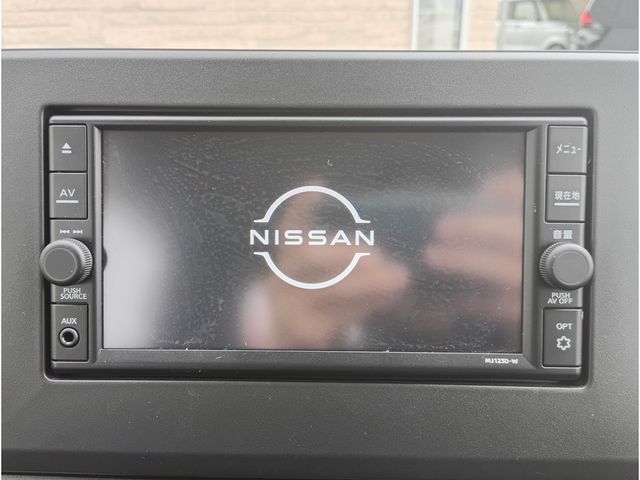 AV
PUSH
SOURCE
AUX
NISSAN
メニュー
現在地
音量
PUSH
AV OFF
OPT
MJ123D-W